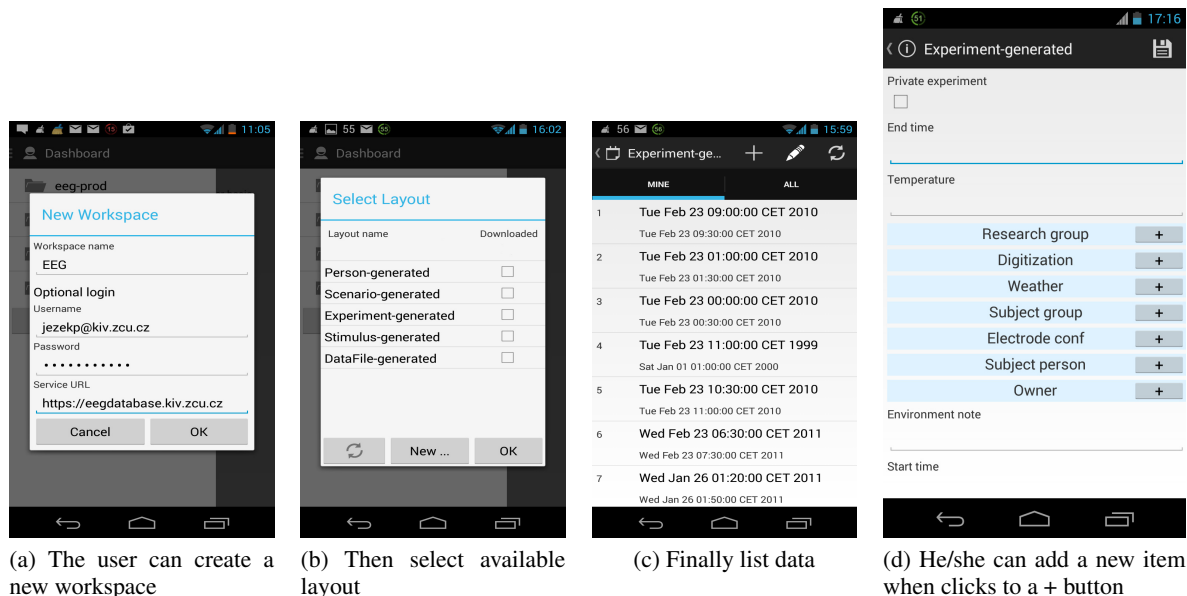 11:05
Dashboard
eeg-prod
New Workspace
Workspace name
EEG
Optional login
Username
jezekp@kiv.zcu.cz
Password
• • • • • • • • • • •
Service URL
https://eegdatabase.kiv.zcu.cz
Cancel OK
(a) The user can create a
new workspace
55 55 16:02
Dashboard
Select Layout
Layout name Downloaded
Person-generated
Scenario-generated
Experiment-generated
Stimulus-generated
DataFile-generated
New ... OK
(b) Then select available
layout
56 56 15:59
Experiment-ge...
MINE ALL
1 Tue Feb 23 09:00:00 CET 2010
Tue Feb 23 09:30:00 CET 2010
2 Tue Feb 23 01:00:00 CET 2010
Tue Feb 23 01:30:00 CET 2010
3 Tue Feb 23 00:00:00 CET 2010
Tue Feb 23 00:30:00 CET 2010
4 Tue Feb 23 11:00:00 CET 1999
Sat Jan 01 01:00:00 CET 2000
5 Tue Feb 23 10:30:00 CET 2010
Tue Feb 23 11:00:00 CET 2010
6 Wed Feb 23 06:30:00 CET 2011
Wed Feb 23 07:30:00 CET 2011
7 Wed Jan 26 01:20:00 CET 2011
Wed Jan 26 01:50:00 CET 2011
(c) Finally list data
51 17:16
Experiment-generated
Private experiment
End time
Temperature
Research group +
Digitization +
Weather +
Subject group +
Electrode conf +
Subject person +
Owner +
Environment note
Start time
(d) He/she can add a new item
when clicks to a + button